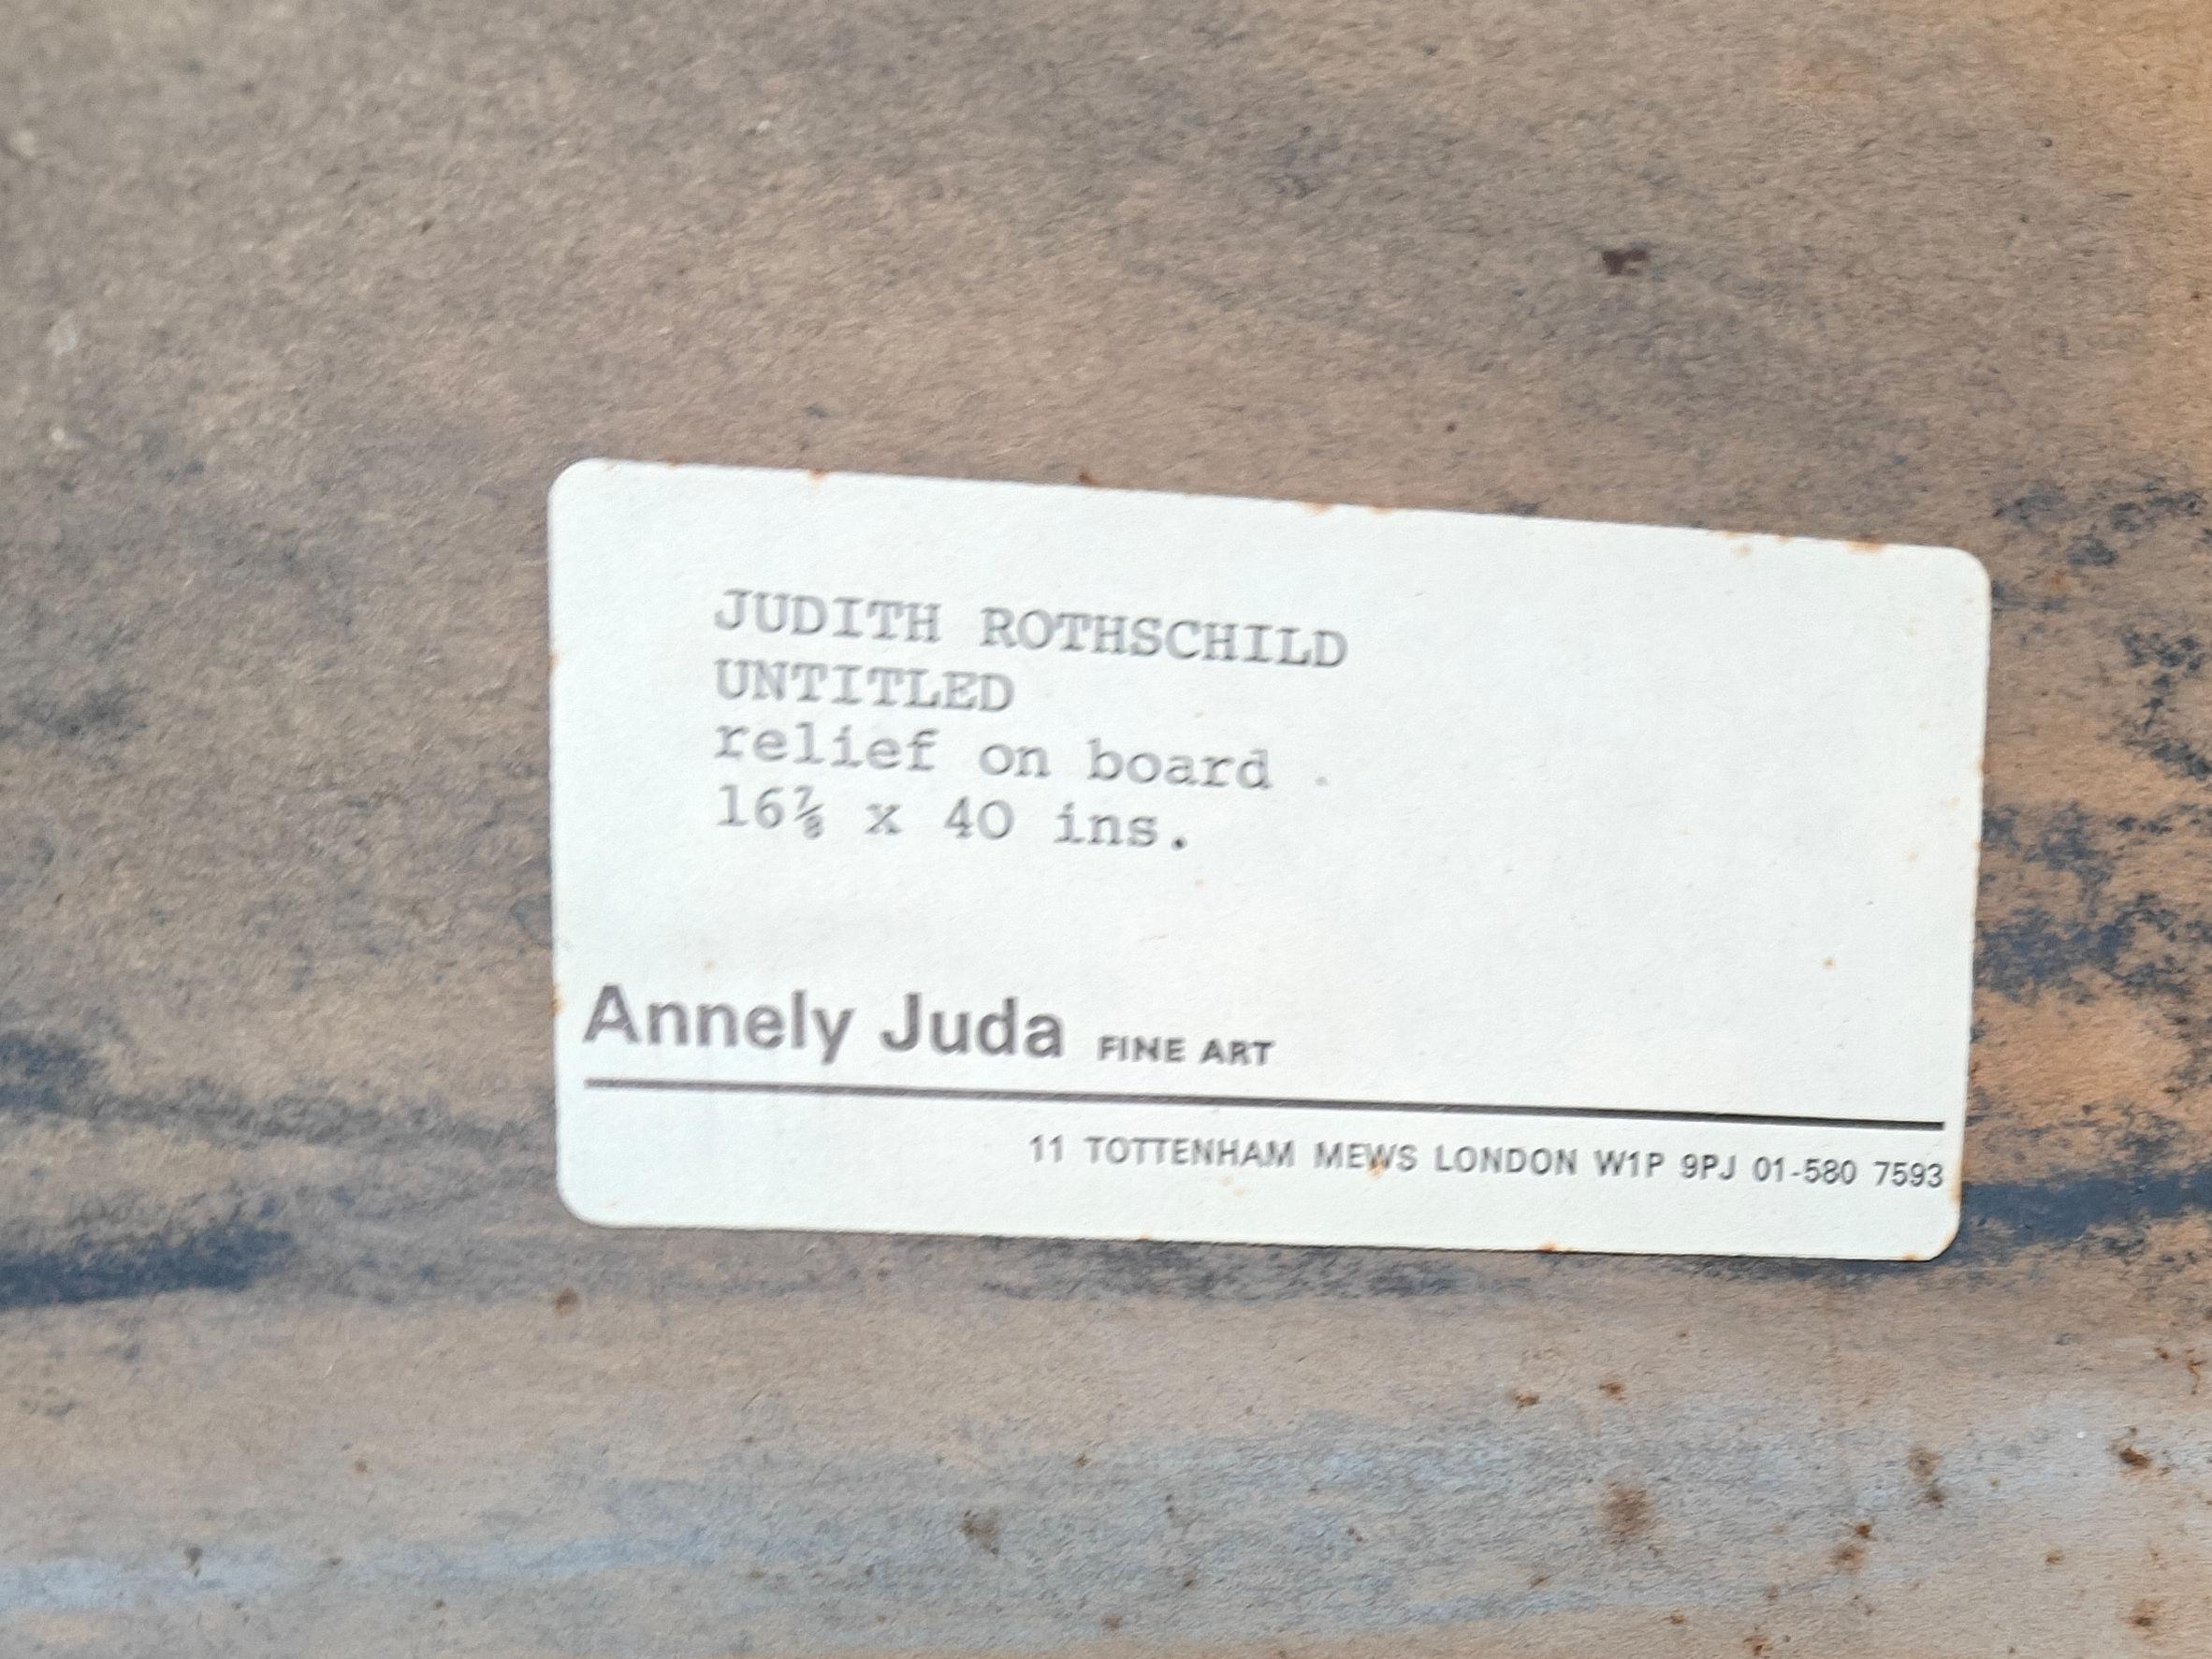 JUDITH ROTHSCHILD
UNTITLED
relief on board .
16⅞ x 40 ins.
Annely Juda FINE ART
11 TOTTENHAM MEWS LONDON W1P 9PJ 01-580 7593